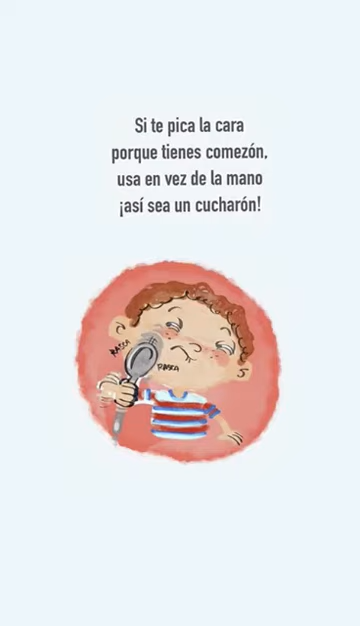 Si te pica la cara
porque tienes comezón,
usa en vez de la mano
¡así sea un cucharón!
RASCA
RASCA